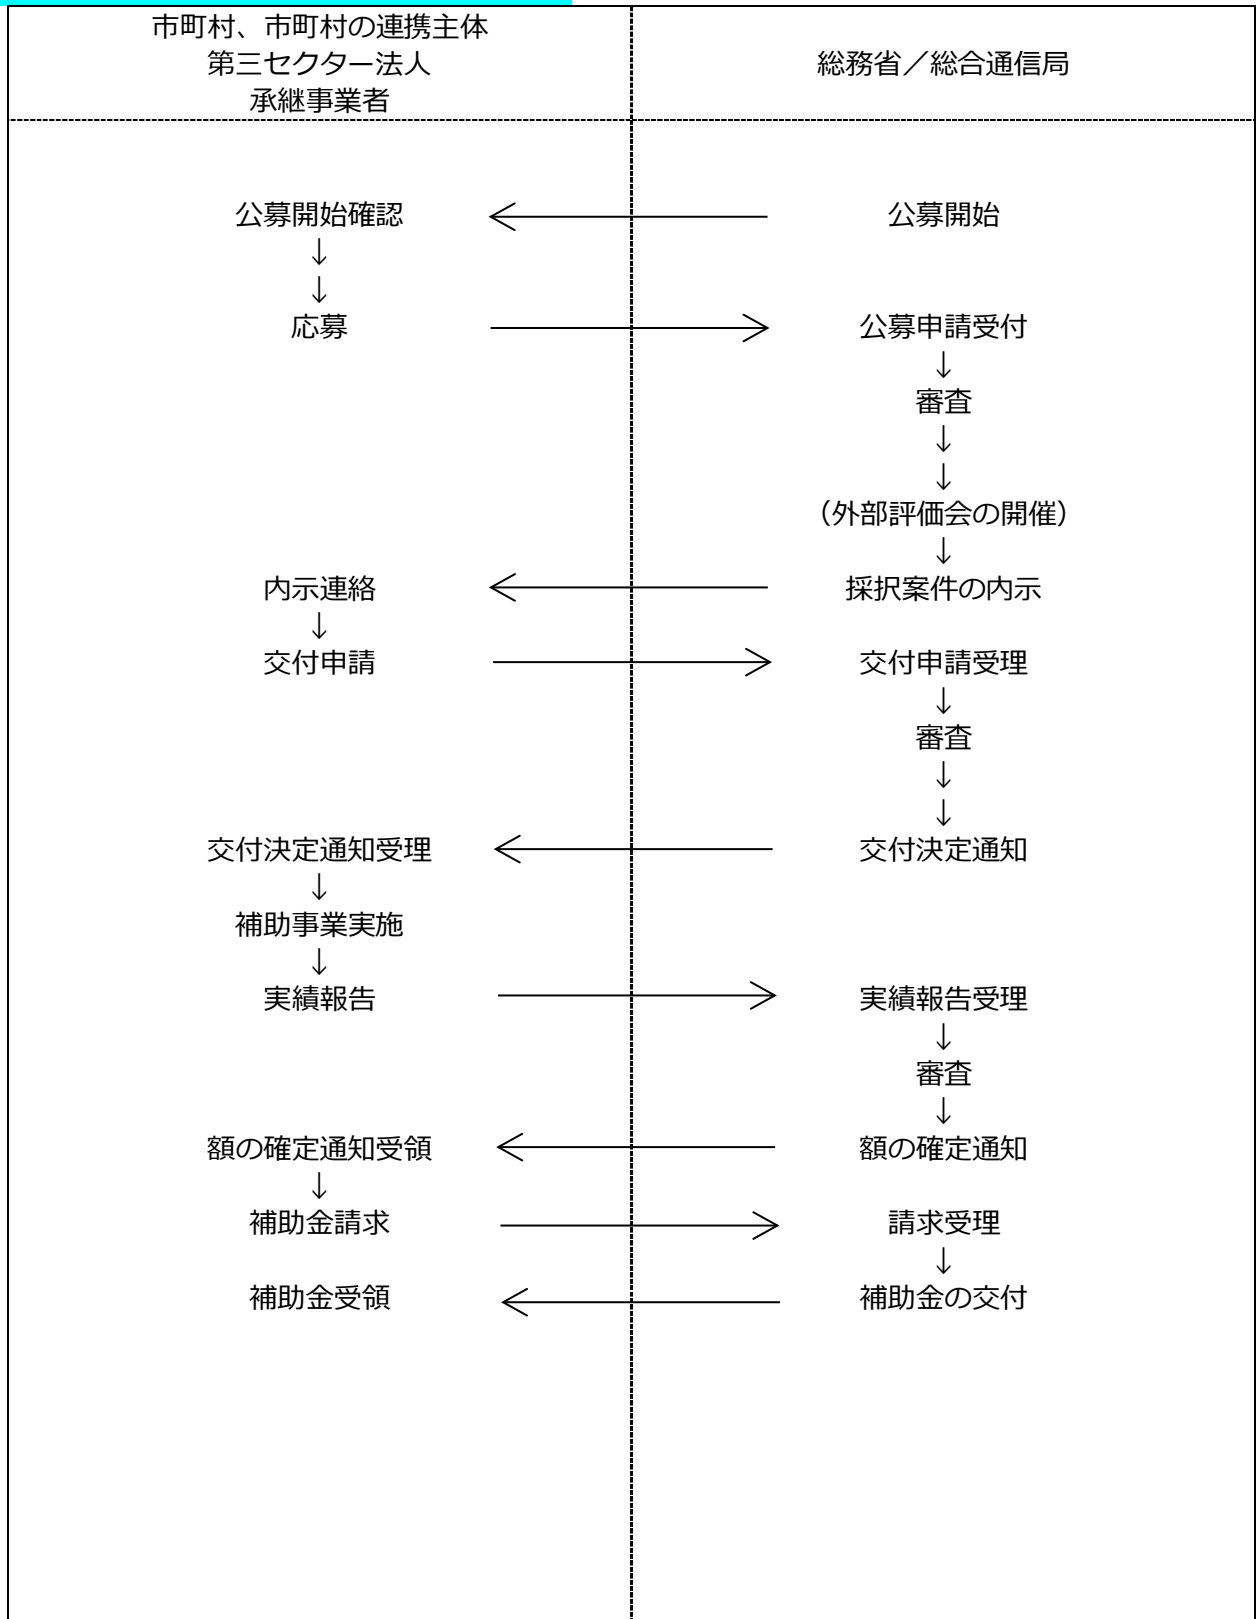 市町村、市町村の連携主体
第三セクター法人
承継事業者
総務省／総合通信局
公募開始確認
公募開始
↓
↓
応募
公募申請受付
↓
審査
↓
↓
（外部評価会の開催）
↓
内示連絡
採択案件の内示
↓
交付申請
交付申請受理
↓
審査
↓
↓
交付決定通知受理
交付決定通知
↓
補助事業実施
↓
実績報告
実績報告受理
↓
審査
↓
額の確定通知受領
額の確定通知
↓
補助金請求
請求受理
↓
補助金受領
補助金の交付